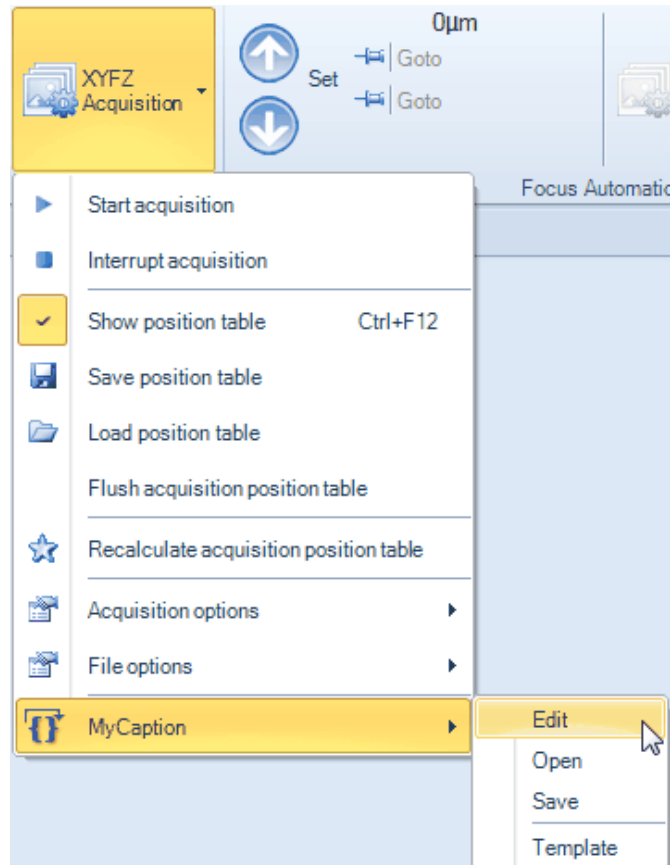 XYFZ
Acquisition
0µm
Set
Goto
Goto
Focus Automatic
Start acquisition
Interrupt acquisition
Show position table Ctrl+F12
Save position table
Load position table
Flush acquisition position table
Recalculate acquisition position table
Acquisition options
File options
MyCaption
Edit
Open
Save
Template